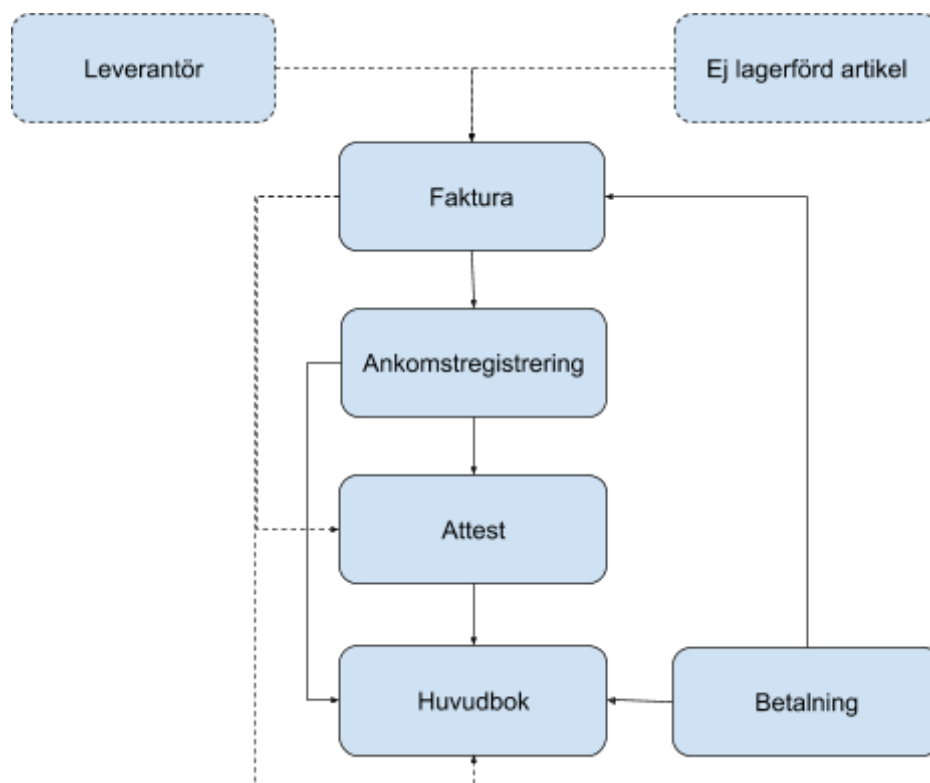 Leverantör
Ej lagerförd artikel
Faktura
Ankomstregistrering
Attest
Huvudbok
Betalning